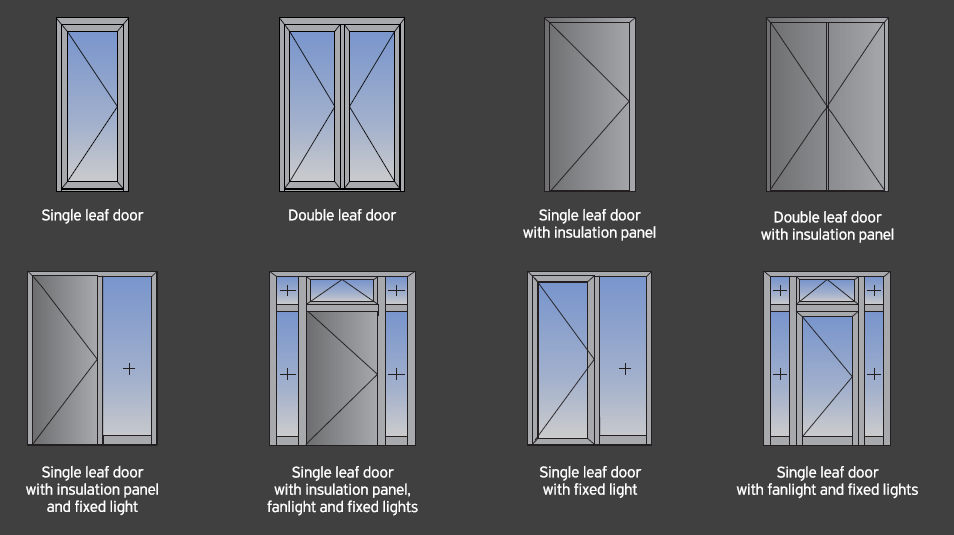 Single leaf door
Double leaf door
Single leaf door
with insulation panel
Double leaf door
with insulation panel
Single leaf door
with insulation panel
and fixed light
Single leaf door
with insulation panel,
fanlight and fixed lights
Single leaf door
with fixed light
Single leaf door
with fanlight and fixed lights